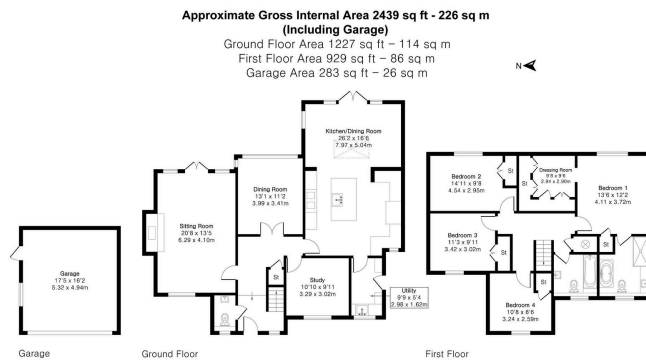 Approximate Gross Internal Area 2439 sq ft - 226 sq m
(Including Garage)
Ground Floor Area 1227 sq ft – 114 sq m
First Floor Area 929 sq ft – 86 sq m
Garage Area 283 sq ft – 26 sq m
N
Kitchen/Dining Room
26'2 x 16'6
7.97 x 5.04m
Dining Room
13'1 x 11'2
3.99 x 3.41m
Sitting Room
20'8 x 13'5
6.29 x 4.10m
St
Study
10'10 x 9'11
3.29 x 3.02m
Utility
9'9 x 5'4
2.98 x 1.62m
Garage
17'5 x 16'2
5.32 x 4.94m
Bedroom 2
14'11 x 9'8
4.54 x 2.95m
St
St
Dressing Room
9'8 x 9'6
2.94 x 2.90m
Bedroom 1
13'6 x 12'2
4.11 x 3.72m
Bedroom 3
11'3 x 9'11
3.42 x 3.02m
St
St
St
Bedroom 4
10'8 x 8'6
3.24 x 2.59m
Garage
Ground Floor
First Floor